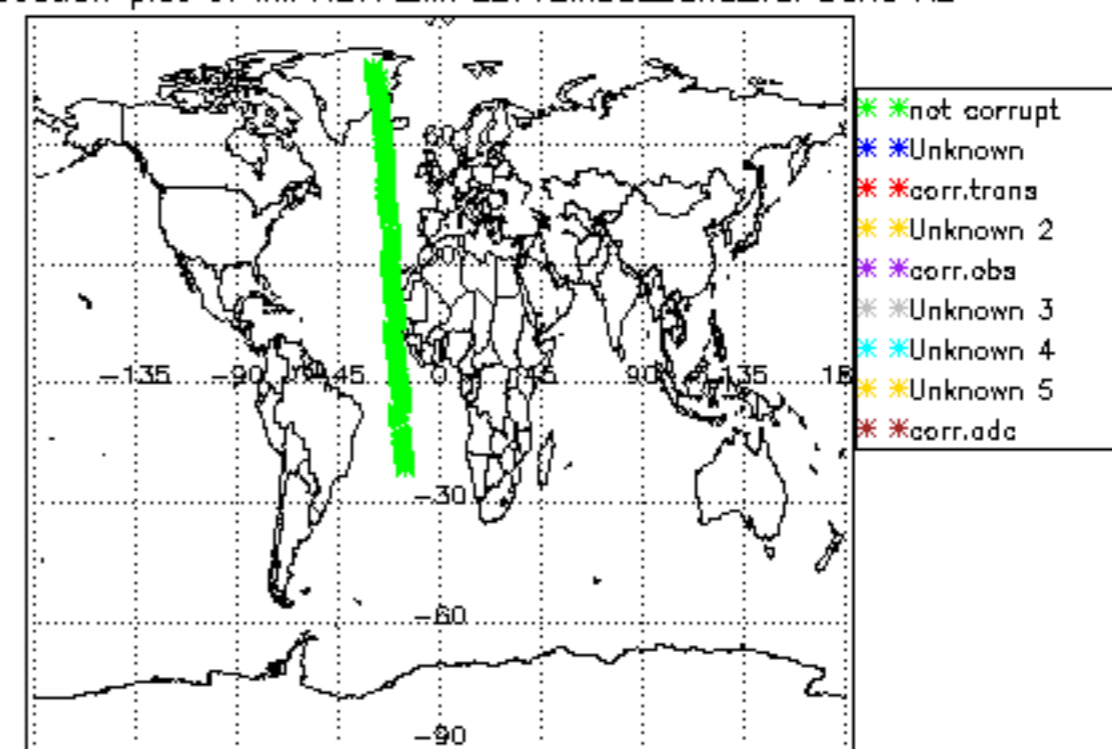 60
-135 -90 45 0 45 90 135
-30
-60
-90
not corrupt
Unknown
corr.trans
Unknown 2
corr.obs
Unknown 3
Unknown 4
Unknown 5
corr.adc